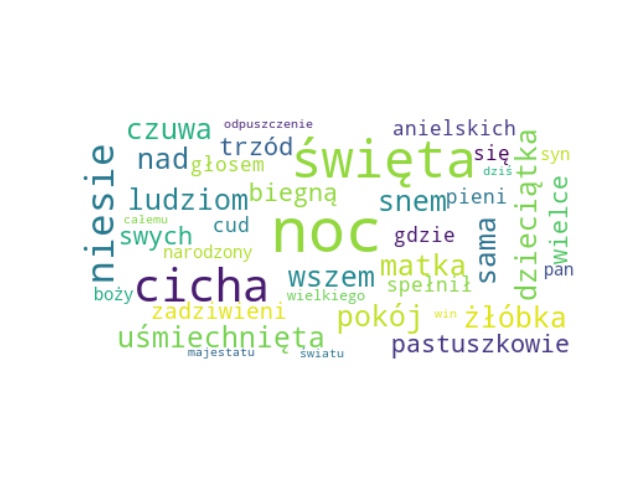 odpuszczenie
czuwa
anielskich
trzód
święta
się
syn
nad
głosem
dziś
niesie
ludziom
biegną
snem
pieni
dzieciątka
wielce
całemu
swych
cud
noc
gdzie
sama
narodzony
matka
pan
cicha
wszem
spełnił
boży
wielkiego
zadziwieni
pokój
win
żłóbka
uśmiechnięta
pastuszkowie
majestatu
światu